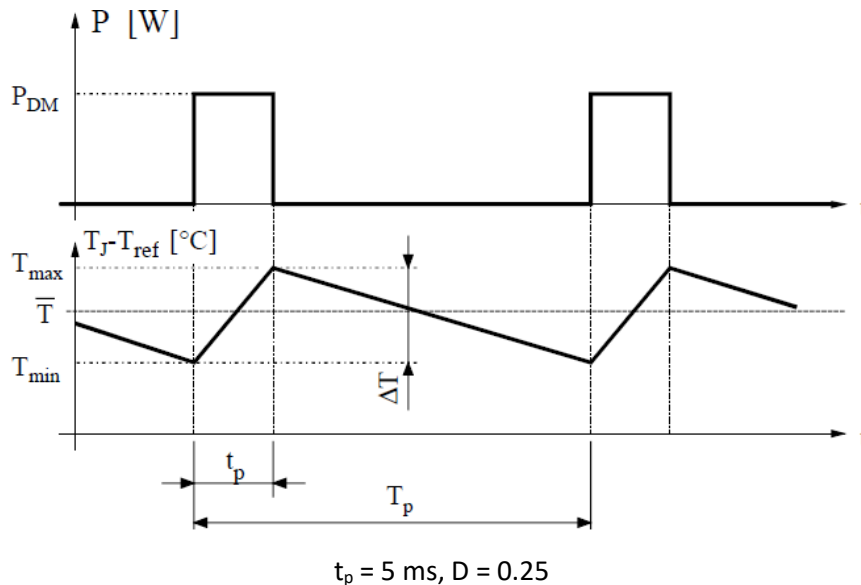 P [W]
P_DM
T_J-T_ref [°C]
T_max
T̅
T_min
ΔT
t_p
T_p
t_p = 5 ms, D = 0.25